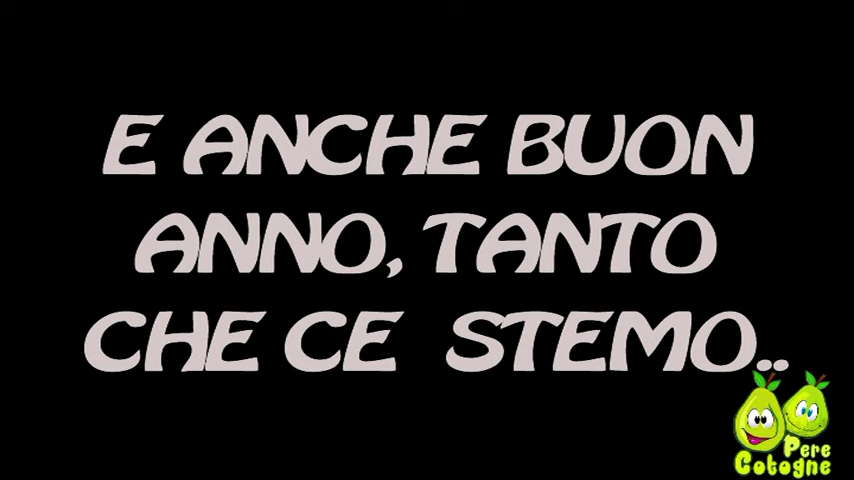 E ANCHE BUON
ANNO, TANTO
CHE CE STEMO..
Pere
Cotogne